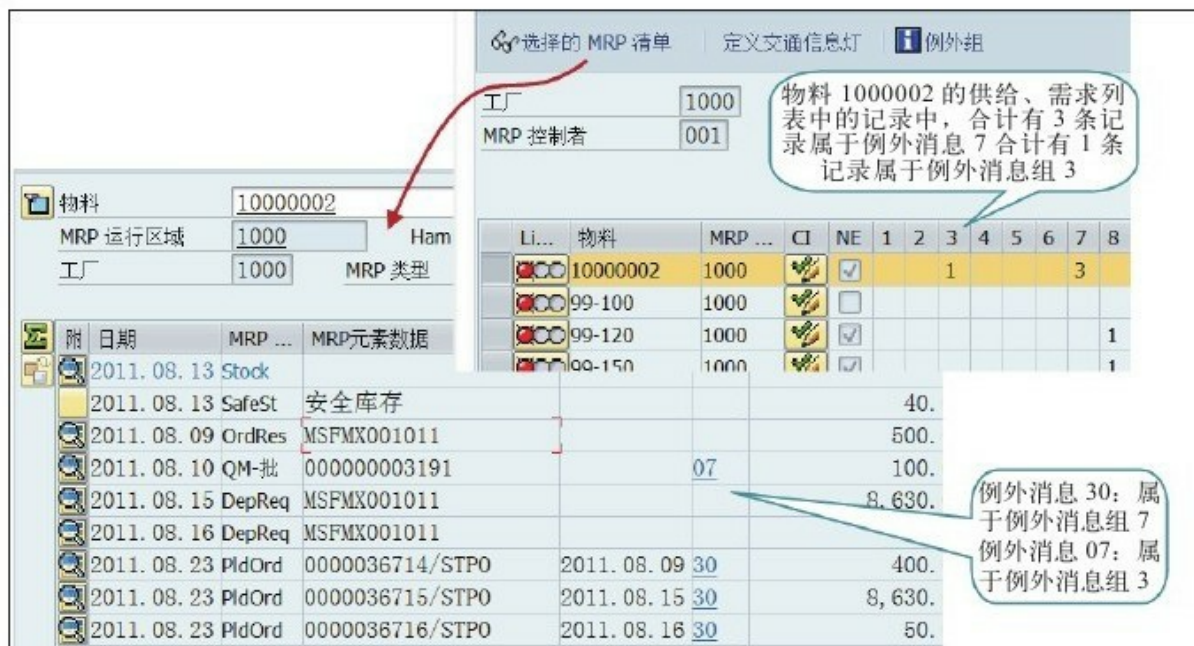 选择的 MRP 清单 定义交通信息灯 例外组
工厂 1000
MRP 控制者 001
物料 1000002 的供给、需求列
表中的记录中，合计有 3 条记
录属于例外消息 7 合计有 1 条
记录属于例外消息组 3
物料 10000002
MRP 运行区域 1000 Ham
工厂 1000 MRP 类型
Li... 物料 MRP ... CI NE 1 2 3 4 5 6 7 8
10000002 1000 1 3
99-100 1000
99-120 1000 1
99-150 1000 1
附 日期 MRP ... MRP元素数据
2011.08.13 Stock
2011.08.13 SafeSt 安全库存 40.
2011.08.09 OrdRes MSFMX001011 500.
2011.08.10 QM-批 000000003191 07 100.
2011.08.15 DepReq MSFMX001011 8,630.
2011.08.16 DepReq MSFMX001011
2011.08.23 PldOrd 0000036714/STPO 2011.08.09 30 400.
2011.08.23 PldOrd 0000036715/STPO 2011.08.15 30 8,630.
2011.08.23 PldOrd 0000036716/STPO 2011.08.16 30 50.
例外消息 30：属
于例外消息组 7
例外消息 07：属
于例外消息组 3